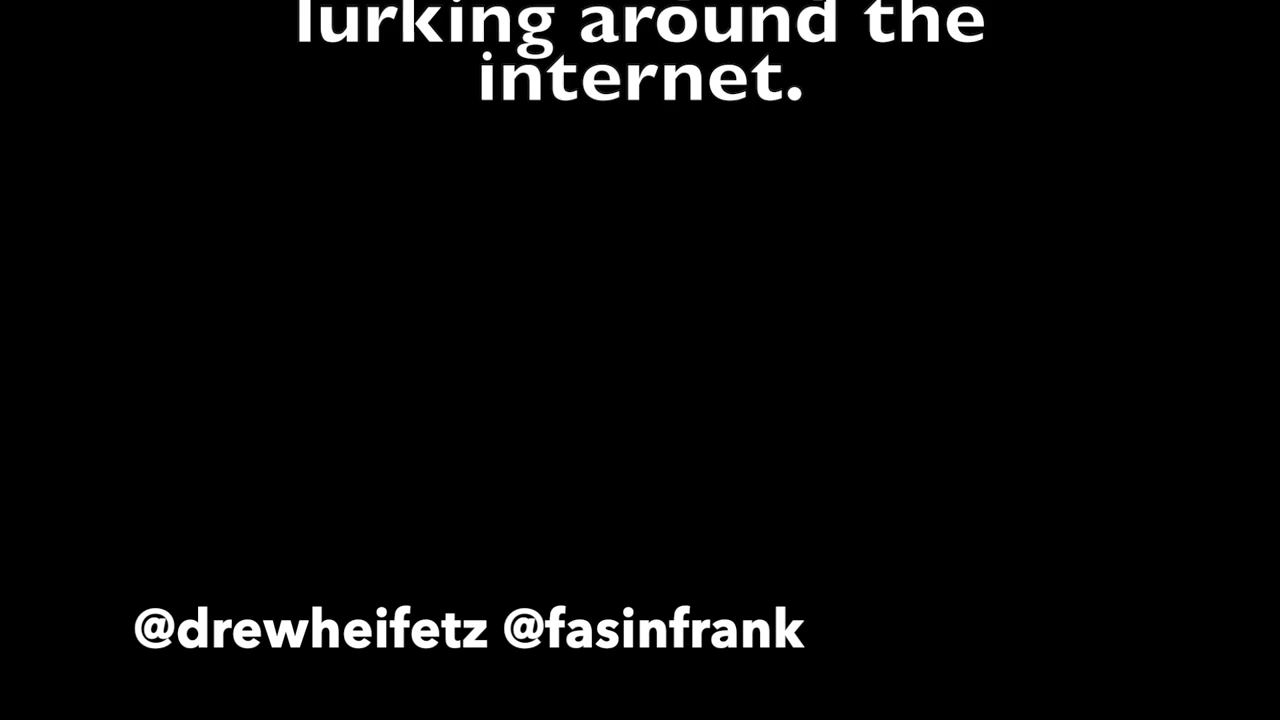 lurking around the
internet.
@drewheifetz @fasinfrank